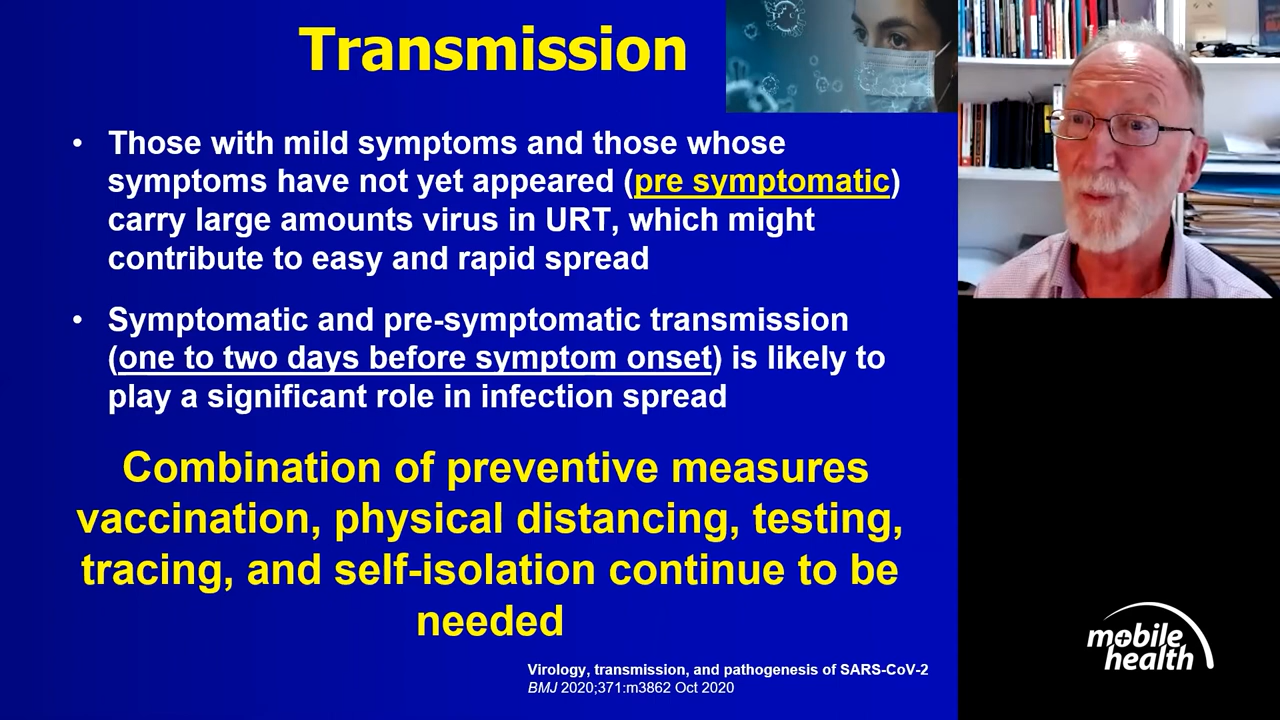 Transmission
• Those with mild symptoms and those whose
symptoms have not yet appeared (pre symptomatic)
carry large amounts virus in URT, which might
contribute to easy and rapid spread
• Symptomatic and pre-symptomatic transmission
(one to two days before symptom onset) is likely to
play a significant role in infection spread
Combination of preventive measures
vaccination, physical distancing, testing,
tracing, and self-isolation continue to be
needed
Virology, transmission, and pathogenesis of SARS-CoV-2
BMJ 2020;371:m3862 Oct 2020
mobile
health